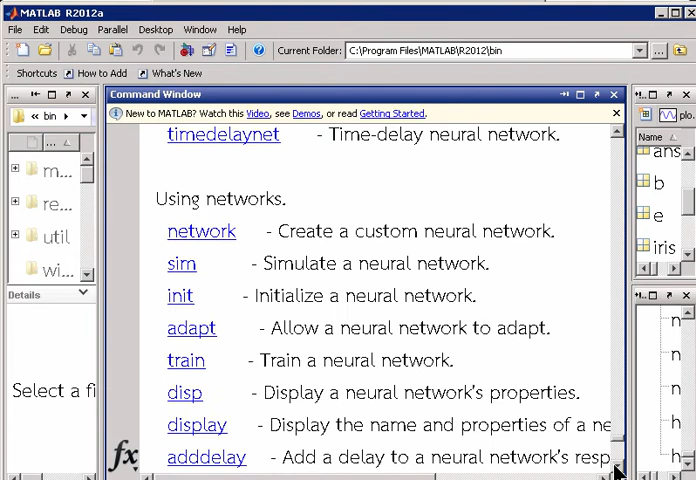 MATLAB R2012a
File Edit Debug Parallel Desktop Window Help
Current Folder: C:\Program Files\MATLAB\R2012\bin
Shortcuts How to Add What's New
... Command Window
« bin
New to MATLAB? Watch this Video, see Demos, or read Getting Started.
plo.
Name
timedelaynet - Time-delay neural network.
Using networks.
network - Create a custom neural network.
sim - Simulate a neural network.
init - Initialize a neural network.
adapt - Allow a neural network to adapt.
train - Train a neural network.
disp - Display a neural network's properties.
display - Display the name and properties of a ne
adddelay - Add a delay to a neural network's resp
fx
m...
re...
util
wi...
Details
Select a fi
ans
b
e
iris
n
n
n
h
h